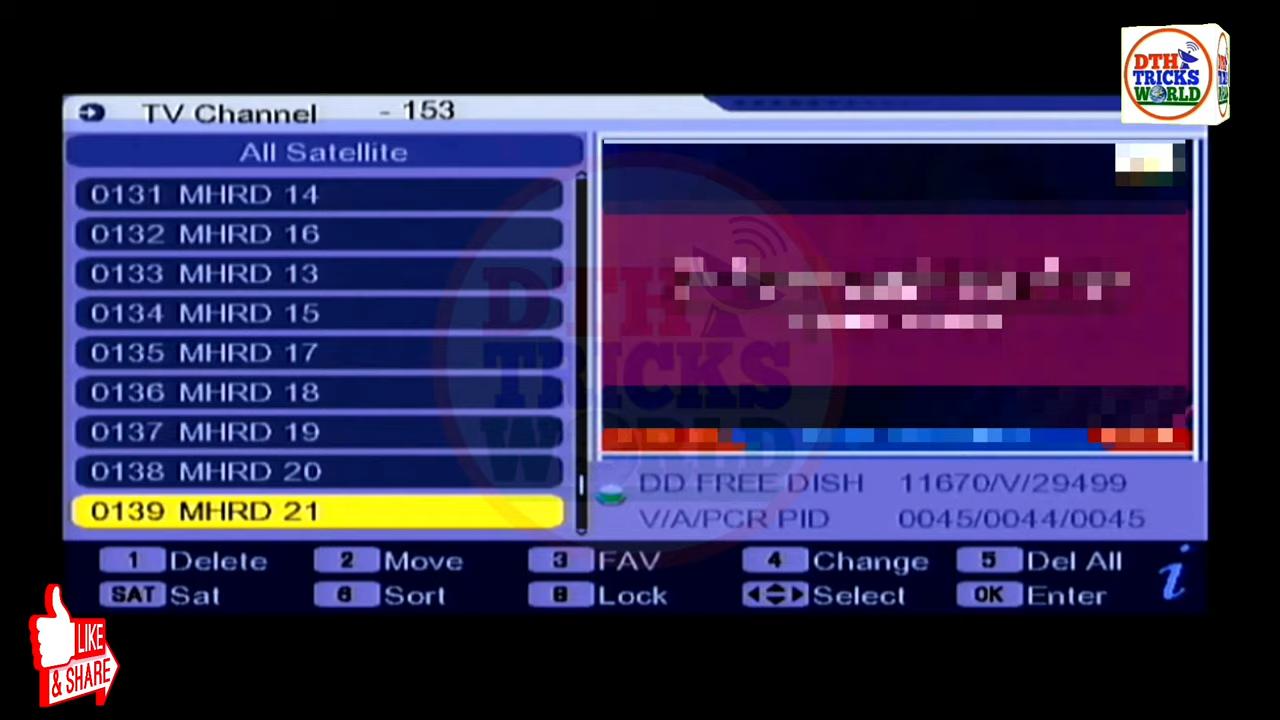 DTH
TRICKS
WORLD
TV Channel - 153
All Satellite
0131 MHRD 14
0132 MHRD 16
0133 MHRD 13
0134 MHRD 15
0135 MHRD 17
0136 MHRD 18
0137 MHRD 19
0138 MHRD 20
0139 MHRD 21
DTH
TRICKS
WORLD
DD FREE DISH 11670/V/29499
V/A/PCR PID 0045/0044/0045
1 Delete 2 Move 3 FAV 4 Change 5 Del All
SAT Sat 6 Sort 8 Lock Select OK Enter
i
LIKE
& SHARE